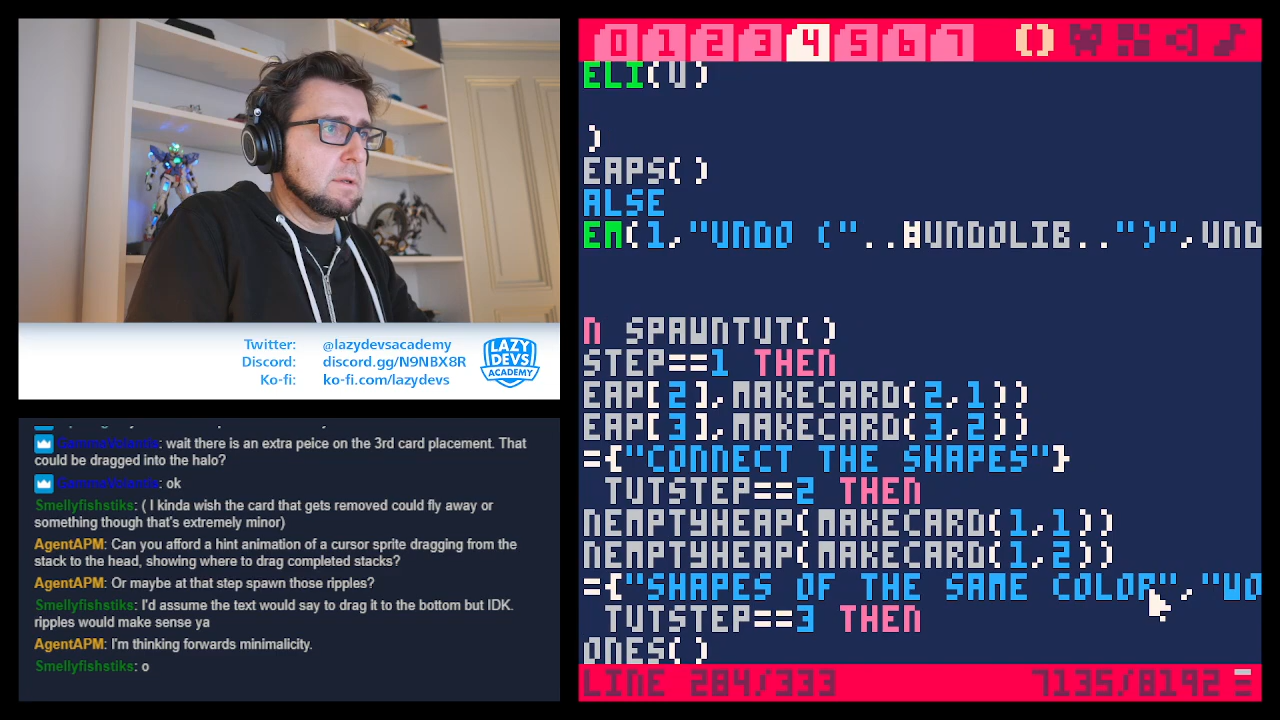 Twitter: @lazydevsacademy
Discord: discord.gg/N9NBX8R
Ko-fi: ko-fi.com/lazydevs
LAZY DEVS ACADEMY
GammaVolantis: wait there is an extra peice on the 3rd card placement. That
could be dragged into the halo?
GammaVolantis: ok
Smellyfishstiks: ( I kinda wish the card that gets removed could fly away or
something though that's extremely minor)
AgentAPM: Can you afford a hint animation of a cursor sprite dragging from the
stack to the head, showing where to drag completed stacks?
AgentAPM: Or maybe at that step spawn those ripples?
Smellyfishstiks: I'd assume the text would say to drag it to the bottom but IDK.
ripples would make sense ya
AgentAPM: I'm thinking forwards minimalicity.
Smellyfishstiks: o
0 1 2 3 4 5 6 7 ()
ELI(U)
)
EAPS()
ALSE
EM(1,"UNDO ("..#UNDOLIB..")",UNDO
N SPAWNTUT()
STEP==1 THEN
EAP[2],MAKECARD(2,1))
EAP[3],MAKECARD(3,2))
={"CONNECT THE SHAPES"}
TUTSTEP==2 THEN
NEMPTYHEAP(MAKECARD(1,1))
NEMPTYHEAP(MAKECARD(1,2))
={"SHAPES OF THE SAME COLOR","WO
TUTSTEP==3 THEN
ONES()
LINE 284/333 7135/8192